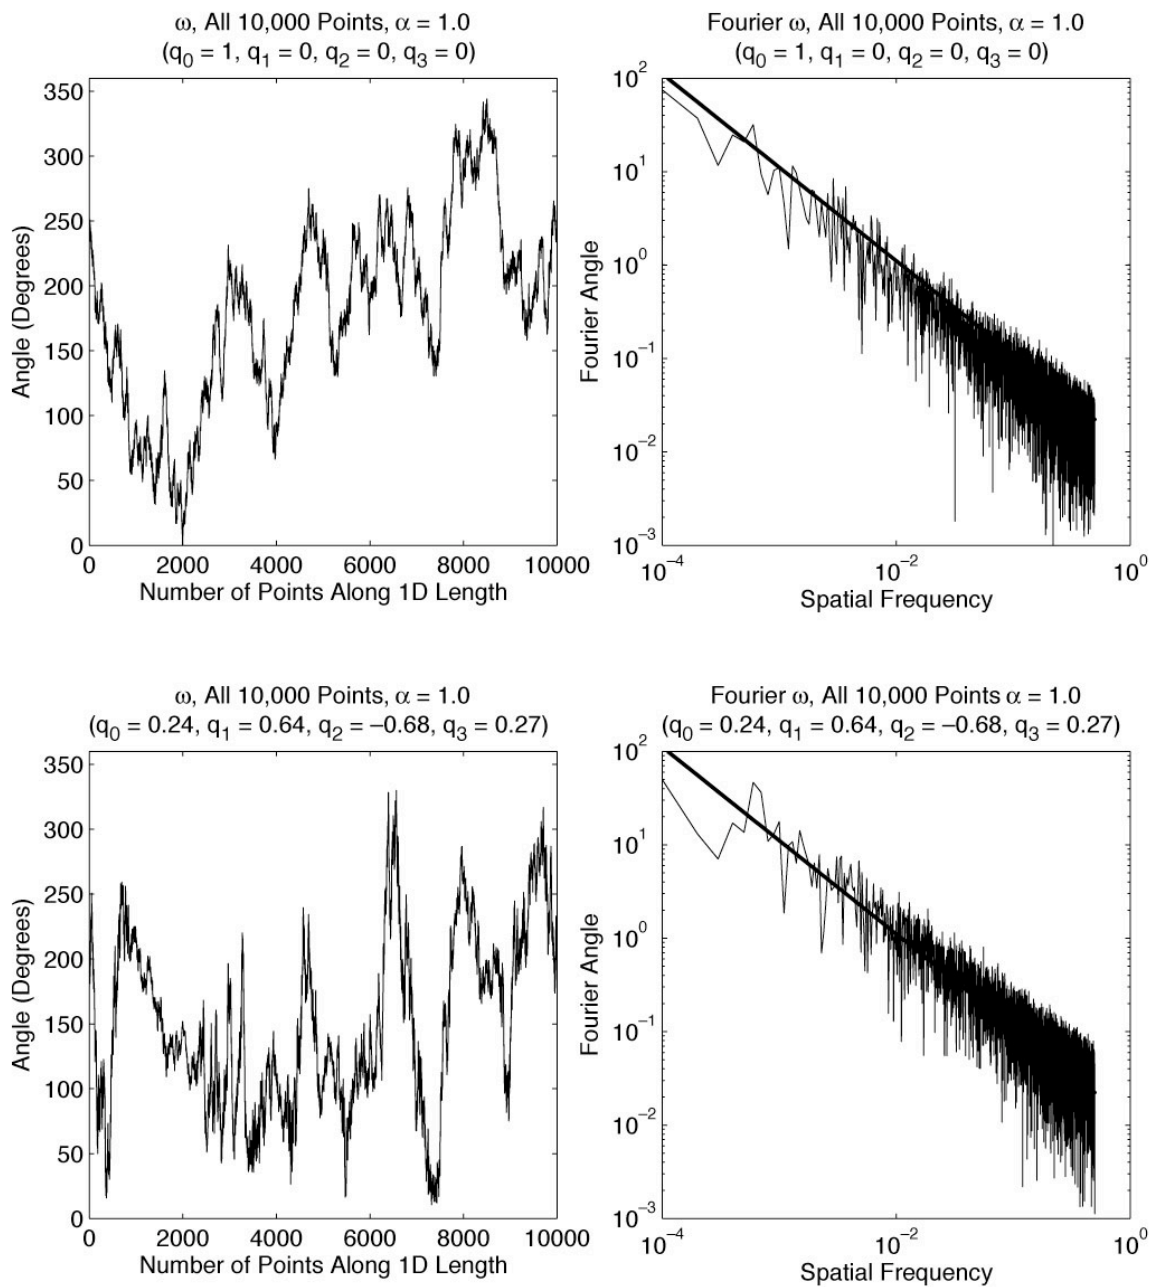 ω, All 10,000 Points, α = 1.0
(q₀ = 1, q₁ = 0, q₂ = 0, q₃ = 0)
350
300
250
200
150
100
50
0
Angle (Degrees)
0 2000 4000 6000 8000 10000
Number of Points Along 1D Length
Fourier ω, All 10,000 Points, α = 1.0
(q₀ = 1, q₁ = 0, q₂ = 0, q₃ = 0)
10²
10¹
10⁰
10⁻¹
10⁻²
10⁻³
Fourier Angle
10⁻⁴ 10⁻² 10⁰
Spatial Frequency
ω, All 10,000 Points, α = 1.0
(q₀ = 0.24, q₁ = 0.64, q₂ = −0.68, q₃ = 0.27)
350
300
250
200
150
100
50
0
Angle (Degrees)
0 2000 4000 6000 8000 10000
Number of Points Along 1D Length
Fourier ω, All 10,000 Points α = 1.0
(q₀ = 0.24, q₁ = 0.64, q₂ = −0.68, q₃ = 0.27)
10²
10¹
10⁰
10⁻¹
10⁻²
10⁻³
Fourier Angle
10⁻⁴ 10⁻² 10⁰
Spatial Frequency